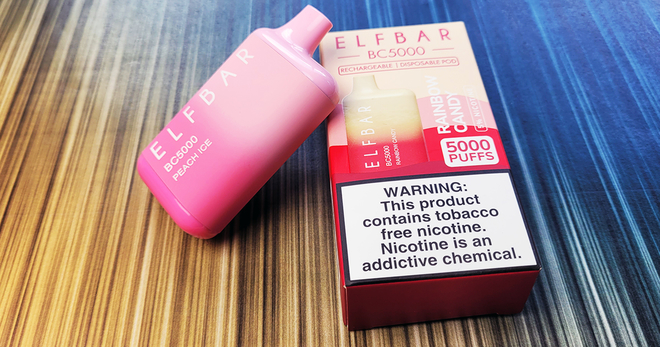 ELFBAR
BC5000
PEACH ICE
ELFBAR
BC5000
RECHARGEABLE | DISPOSABLE POD
ELFBAR
BC5000
RAINBOW CANDY
RAINBOW
CANDY
5000
PUFFS
WARNING:
This product
contains tobacco
free nicotine.
Nicotine is an
addictive chemical.